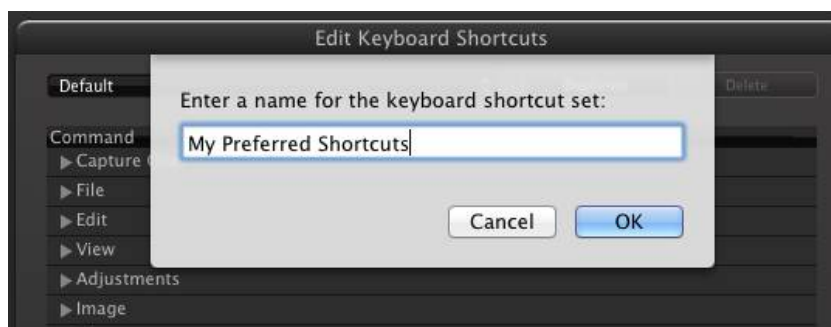 Edit Keyboard Shortcuts
Default
Delete
Enter a name for the keyboard shortcut set:
My Preferred Shortcuts
Command
Capture
File
Edit
View
Adjustments
Image
Cancel
OK